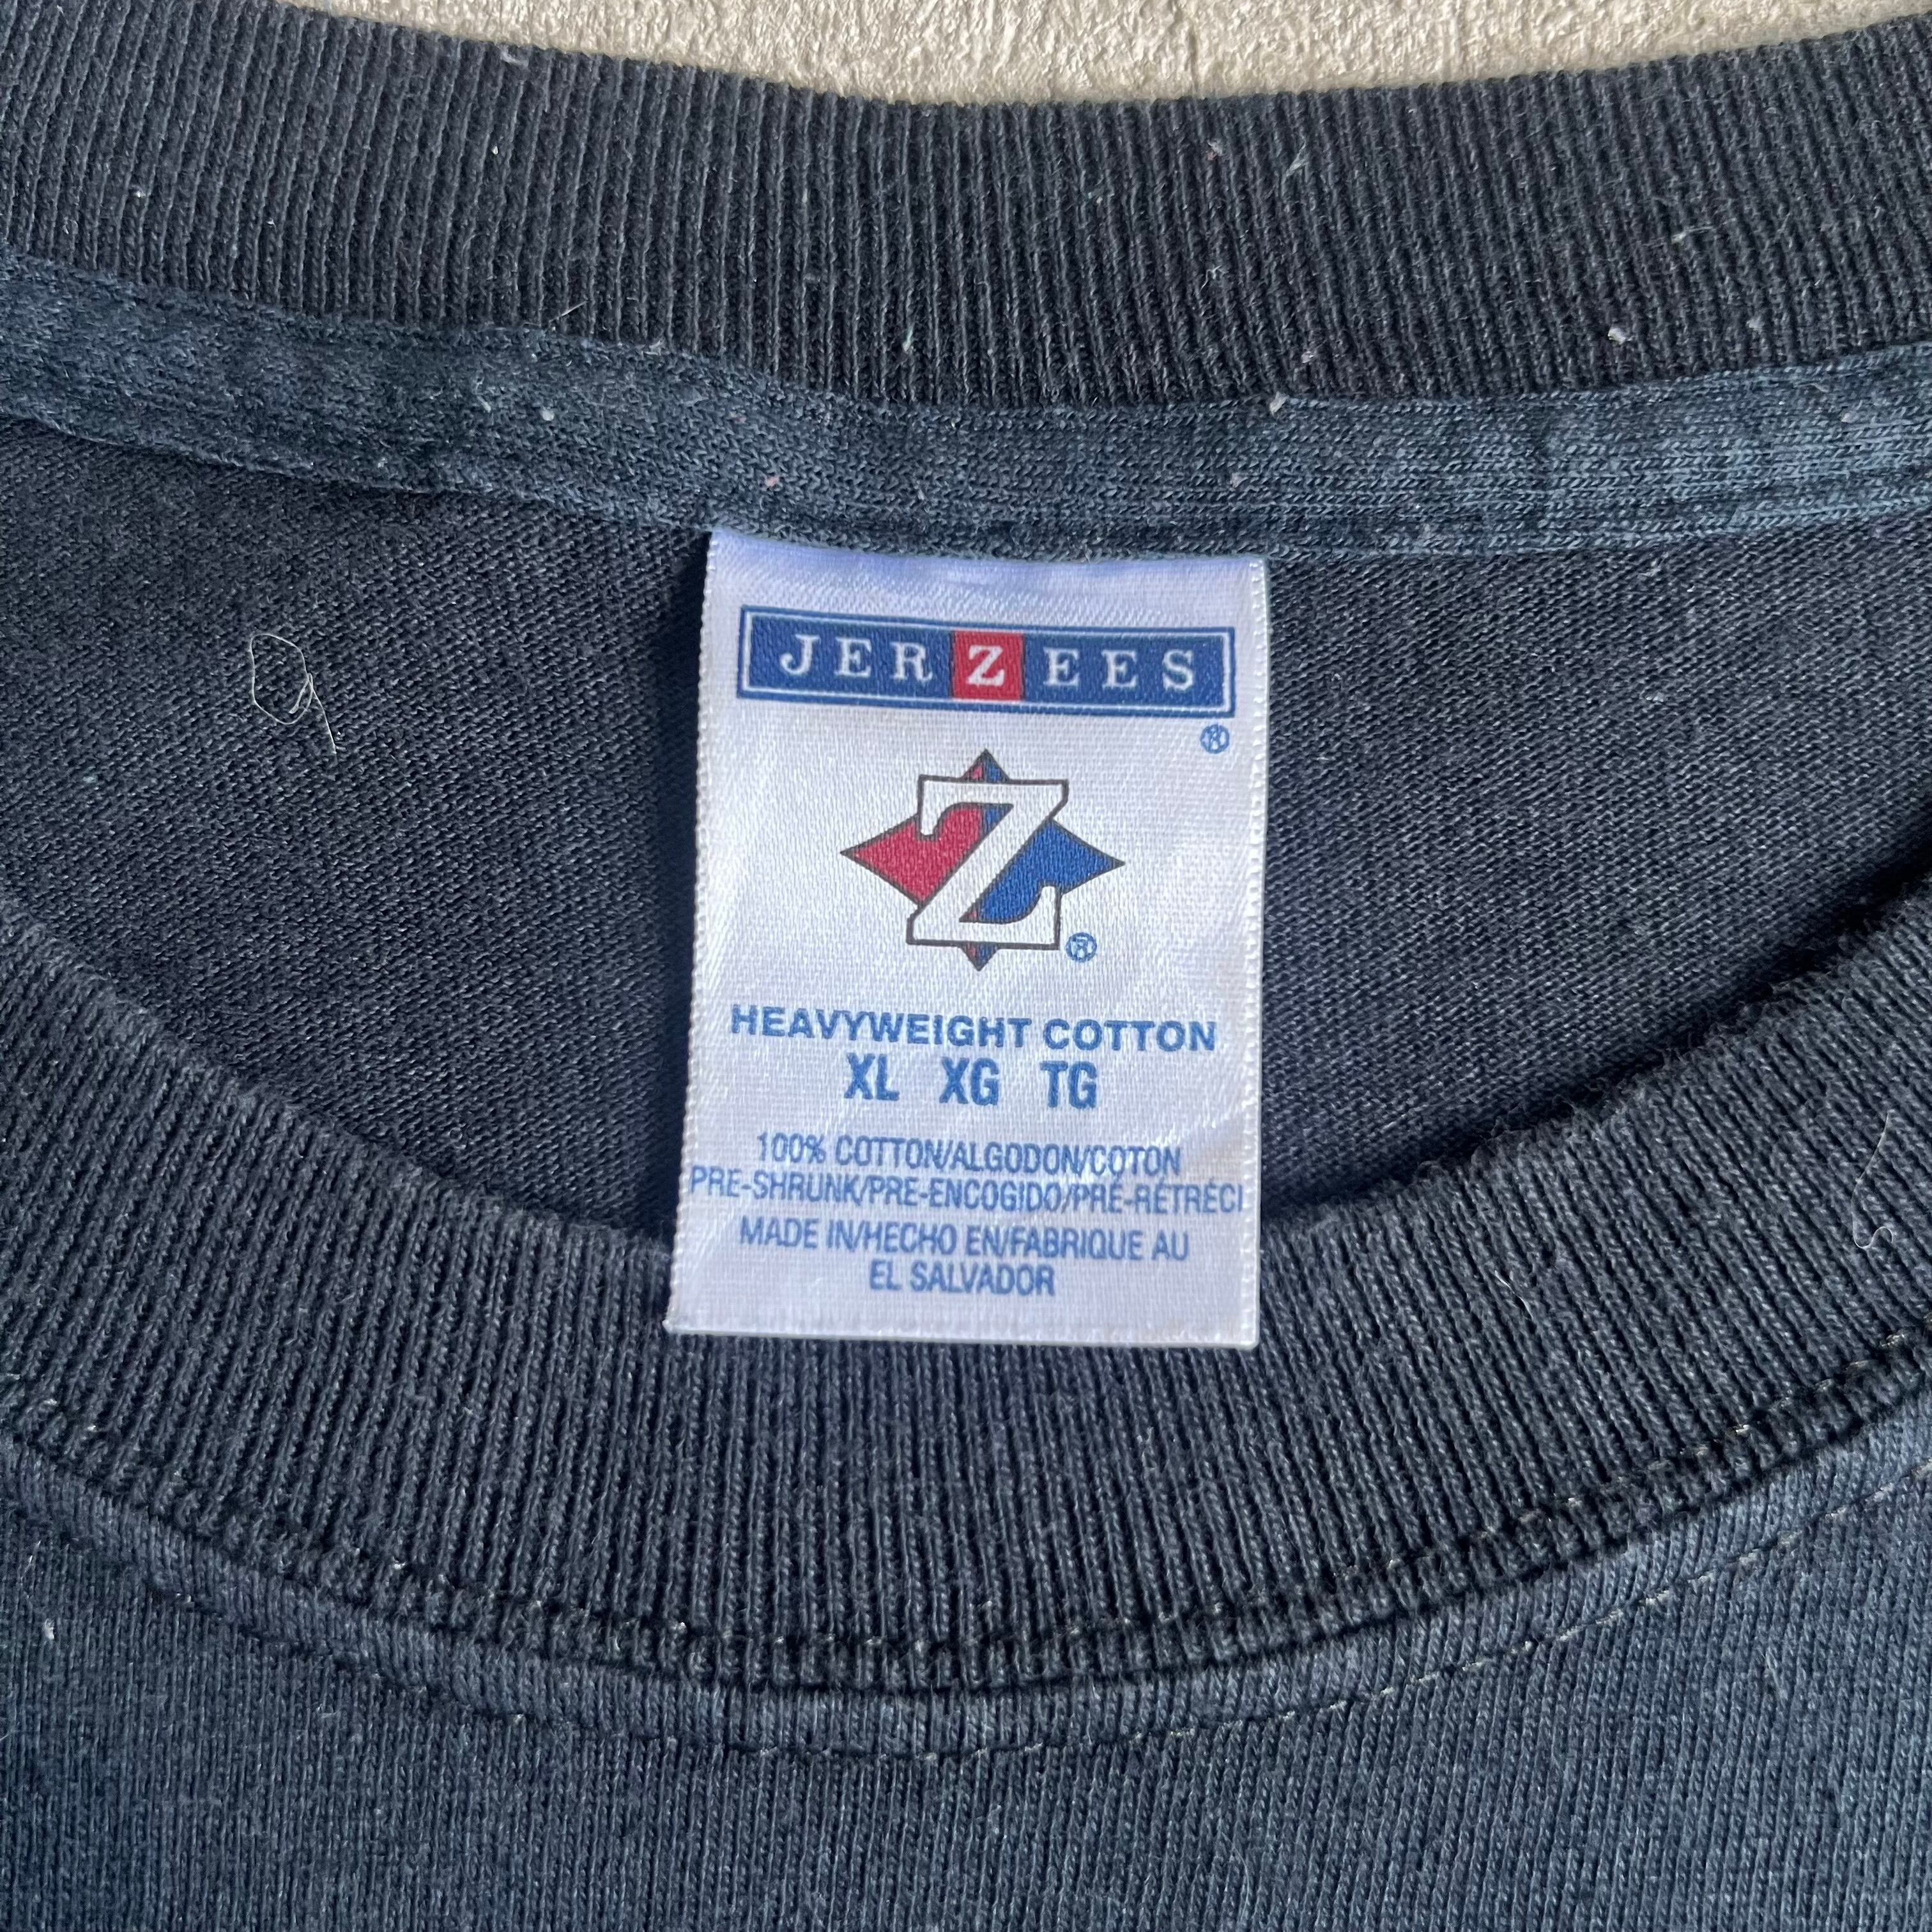 JERZEES
®
Z
®
HEAVYWEIGHT COTTON
XL XG TG
100% COTTON/ALGODON/COTON
PRE-SHRUNK/PRE-ENCOGIDO/PRÉ-RÉTRÉCI
MADE IN/HECHO EN/FABRIQUE AU
EL SALVADOR